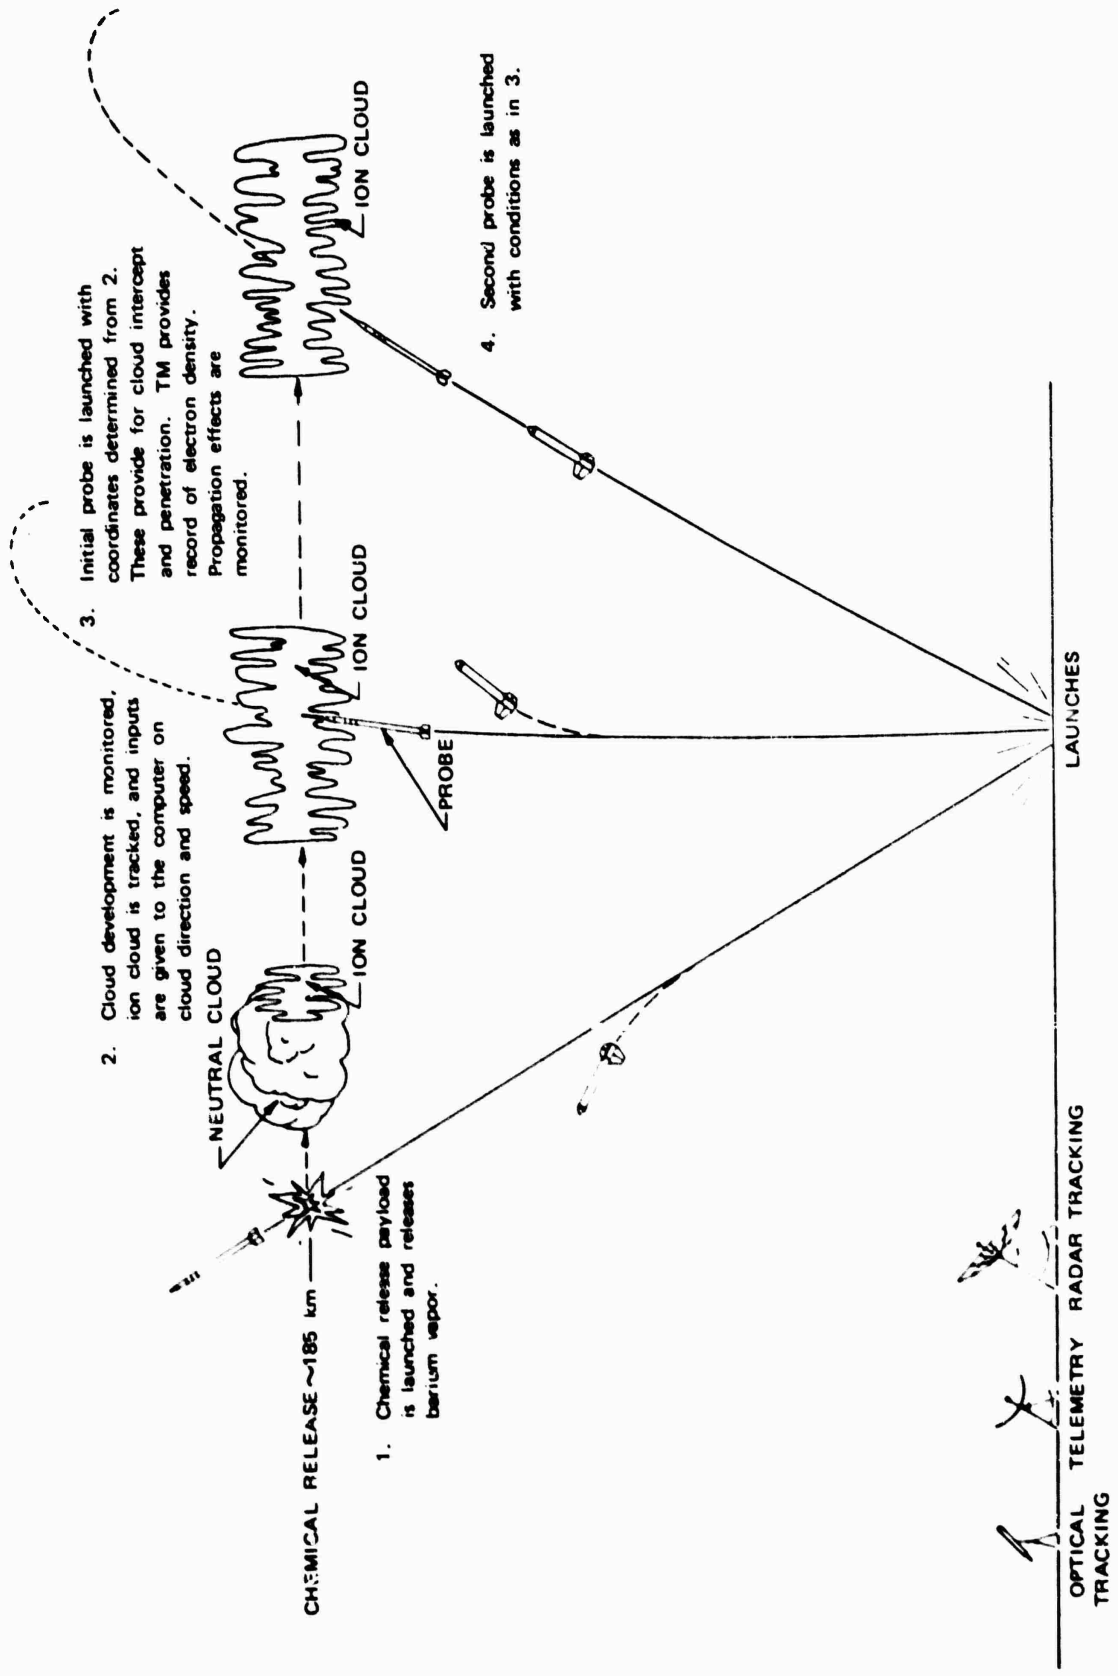 CHEMICAL RELEASE ~185 km
1. Chemical release payload
is launched and releases
barium vapor.
NEUTRAL CLOUD
2. Cloud development is monitored,
ion cloud is tracked, and inputs
are given to the computer on
cloud direction and speed.
ION CLOUD
PROBE
ION CLOUD
3. Initial probe is launched with
coordinates determined from 2.
These provide for cloud intercept
and penetration. TM provides
record of electron density.
Propagation effects are
monitored.
ION CLOUD
4. Second probe is launched
with conditions as in 3.
OPTICAL
TRACKING
TELEMETRY
RADAR TRACKING
LAUNCHES